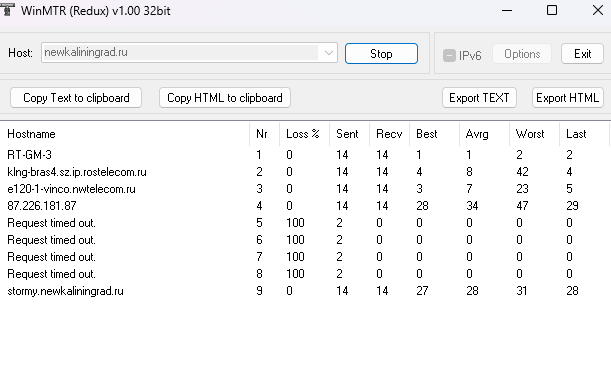 WinMTR (Redux) v1.00 32bit
Host: newkaliningrad.ru Stop IPv6 Options Exit
Copy Text to clipboard Copy HTML to clipboard Export TEXT Export HTML
Hostname Nr Loss % Sent Recv Best Avrg Worst Last
RT-GM-3 1 0 14 14 1 1 2 2
klng-bras4.sz.ip.rostelecom.ru 2 0 14 14 4 8 42 4
e120-1-vinco.nwtelecom.ru 3 0 14 14 3 7 23 5
87.226.181.87 4 0 14 14 28 34 47 29
Request timed out. 5 100 2 0 0 0 0 0
Request timed out. 6 100 2 0 0 0 0 0
Request timed out. 7 100 2 0 0 0 0 0
Request timed out. 8 100 2 0 0 0 0 0
stormy.newkaliningrad.ru 9 0 14 14 27 28 31 28